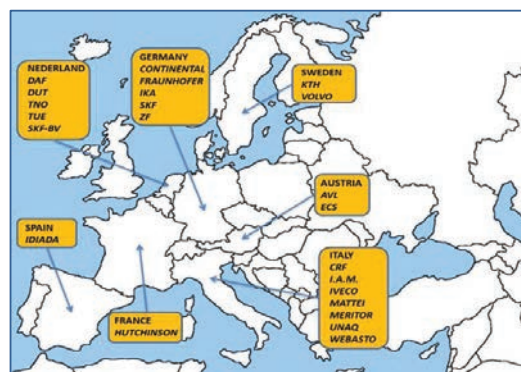 NEDERLAND
DAF
DUT
TNO
TUE
SKF-BV
GERMANY
CONTINENTAL
FRAUNHOFER
IKA
SKF
ZF
SWEDEN
KTH
VOLVO
AUSTRIA
AVL
ECS
SPAIN
IDIADA
FRANCE
HUTCHINSON
ITALY
CRF
I.A.M.
IVECO
MATTEI
MERITOR
UNAQ
WEBASTO